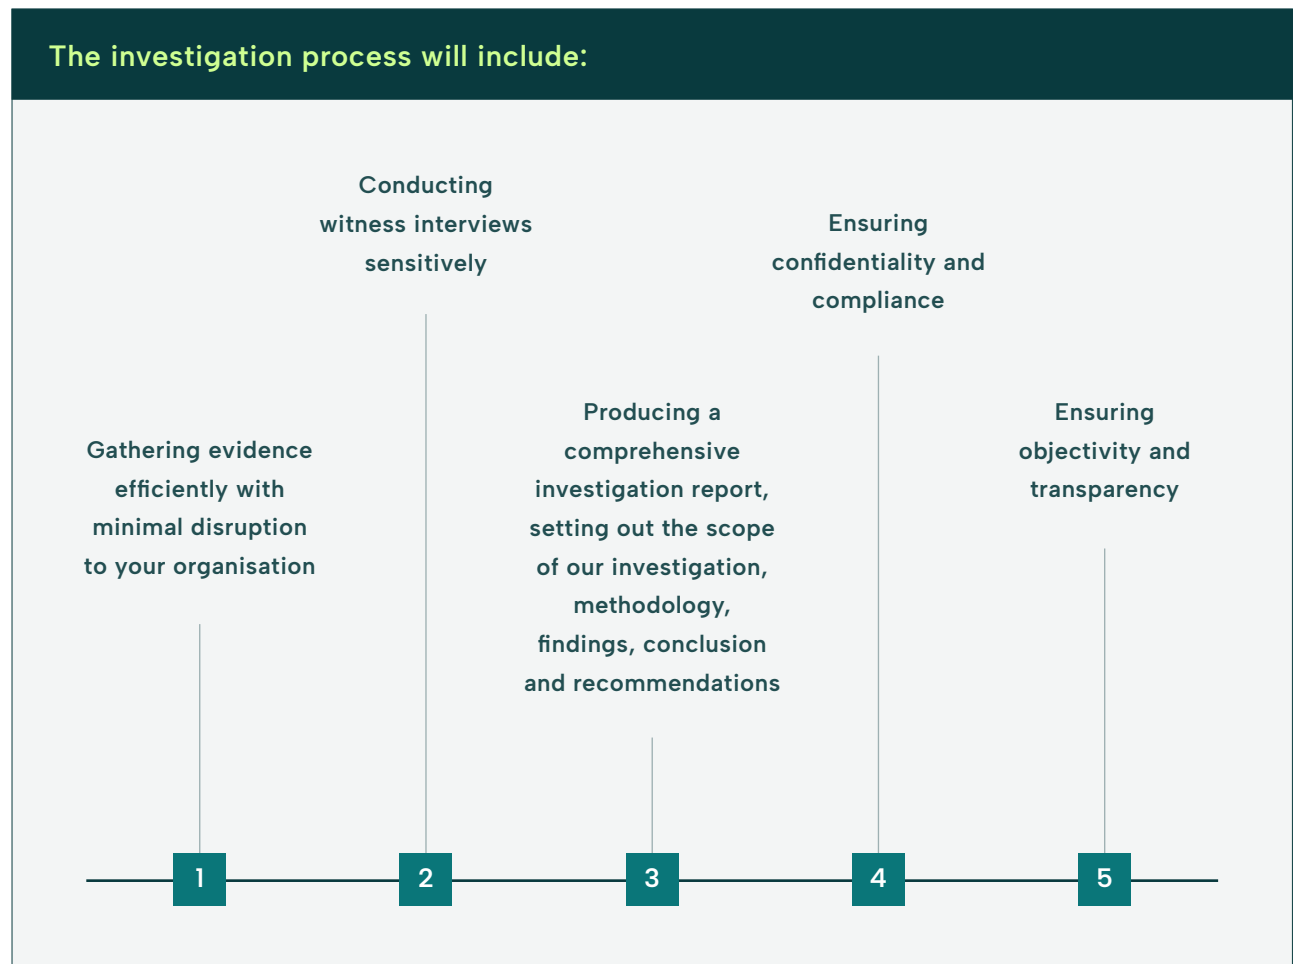 The investigation process will include:
Gathering evidence
efficiently with
minimal disruption
to your organisation
1
Conducting
witness interviews
sensitively
2
Producing a
comprehensive
investigation report,
setting out the scope
of our investigation,
methodology,
findings, conclusion
and recommendations
3
Ensuring
confidentiality and
compliance
4
Ensuring
objectivity and
transparency
5